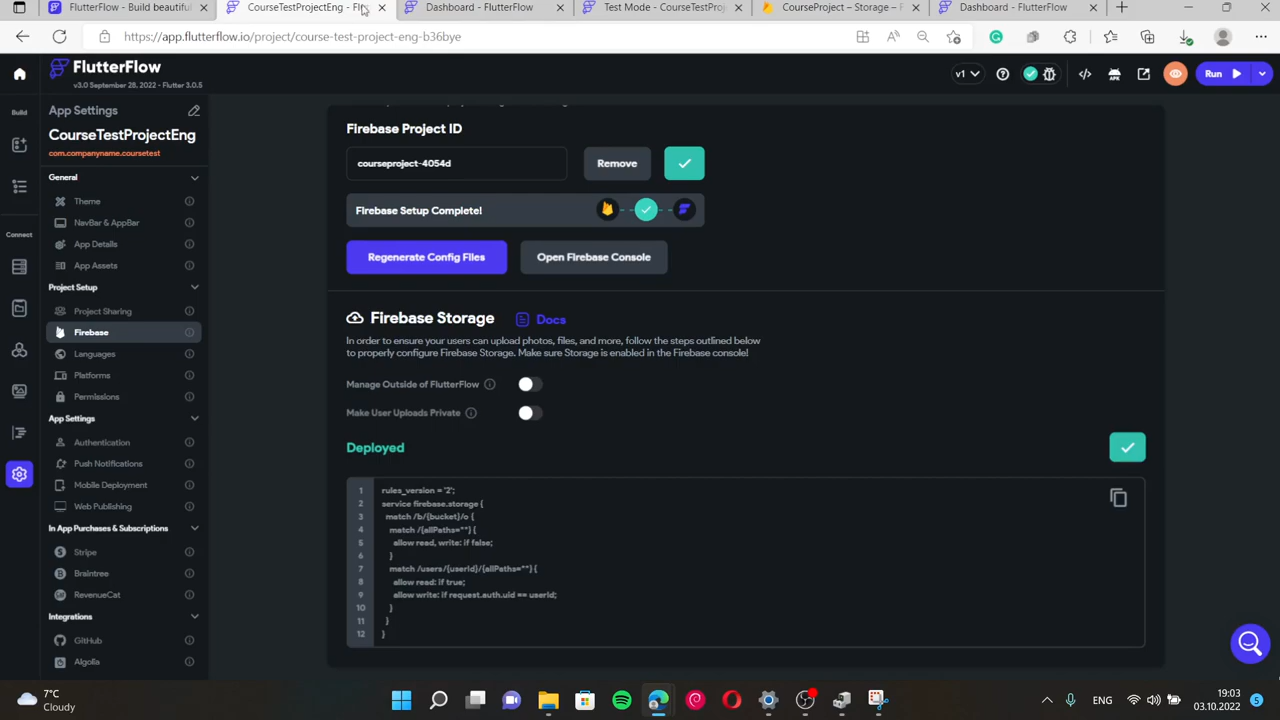 FlutterFlow - Build beautiful
CourseTestProjectEng - Fl
Dashboard - FlutterFlow
Test Mode - CourseTestProjec
CourseProject – Storage – F
Dashboard - FlutterFlow
https://app.flutterflow.io/project/course-test-project-eng-b36bye
FlutterFlow
v3.0 September 28, 2022 - Flutter 3.0.5
v1
Run
Build
Connect
App Settings
CourseTestProjectEng
com.companyname.coursetest
General
Theme
NavBar & AppBar
App Details
App Assets
Project Setup
Project Sharing
Firebase
Languages
Platforms
Permissions
App Settings
Authentication
Push Notifications
Mobile Deployment
Web Publishing
In App Purchases & Subscriptions
Stripe
Braintree
RevenueCat
Integrations
GitHub
Algolia
Firebase Project ID
courseproject-4054d
Remove
Firebase Setup Complete!
Regenerate Config Files
Open Firebase Console
Firebase Storage
Docs
In order to ensure your users can upload photos, files, and more, follow the steps outlined below
to properly configure Firebase Storage. Make sure Storage is enabled in the Firebase console!
Manage Outside of FlutterFlow
Make User Uploads Private
Deployed
1 rules_version = '2';
2 service firebase.storage {
3 match /b/{bucket}/o {
4 match /{allPaths=**} {
5 allow read, write: if false;
6 }
7 match /users/{userId}/{allPaths=**} {
8 allow read: if true;
9 allow write: if request.auth.uid == userId;
10 }
11 }
12 }
7°C
Cloudy
ENG
19:03
03.10.2022
5